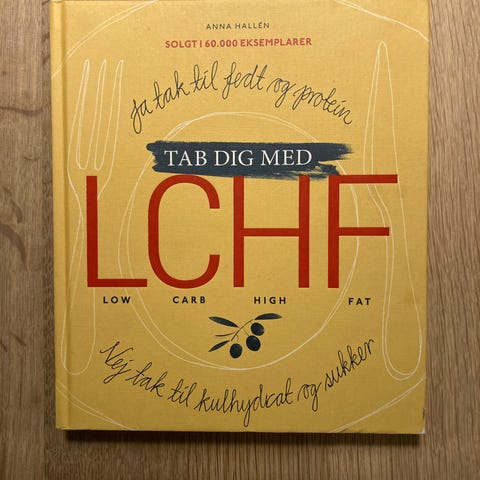 ANNA HALLÉN
SOLGT I 60.000 EKSEMPLARER
Ja tak til fedt og protein
TAB DIG MED
LCHF
LOW CARB HIGH FAT
Nej tak til kulhydrat og sukker